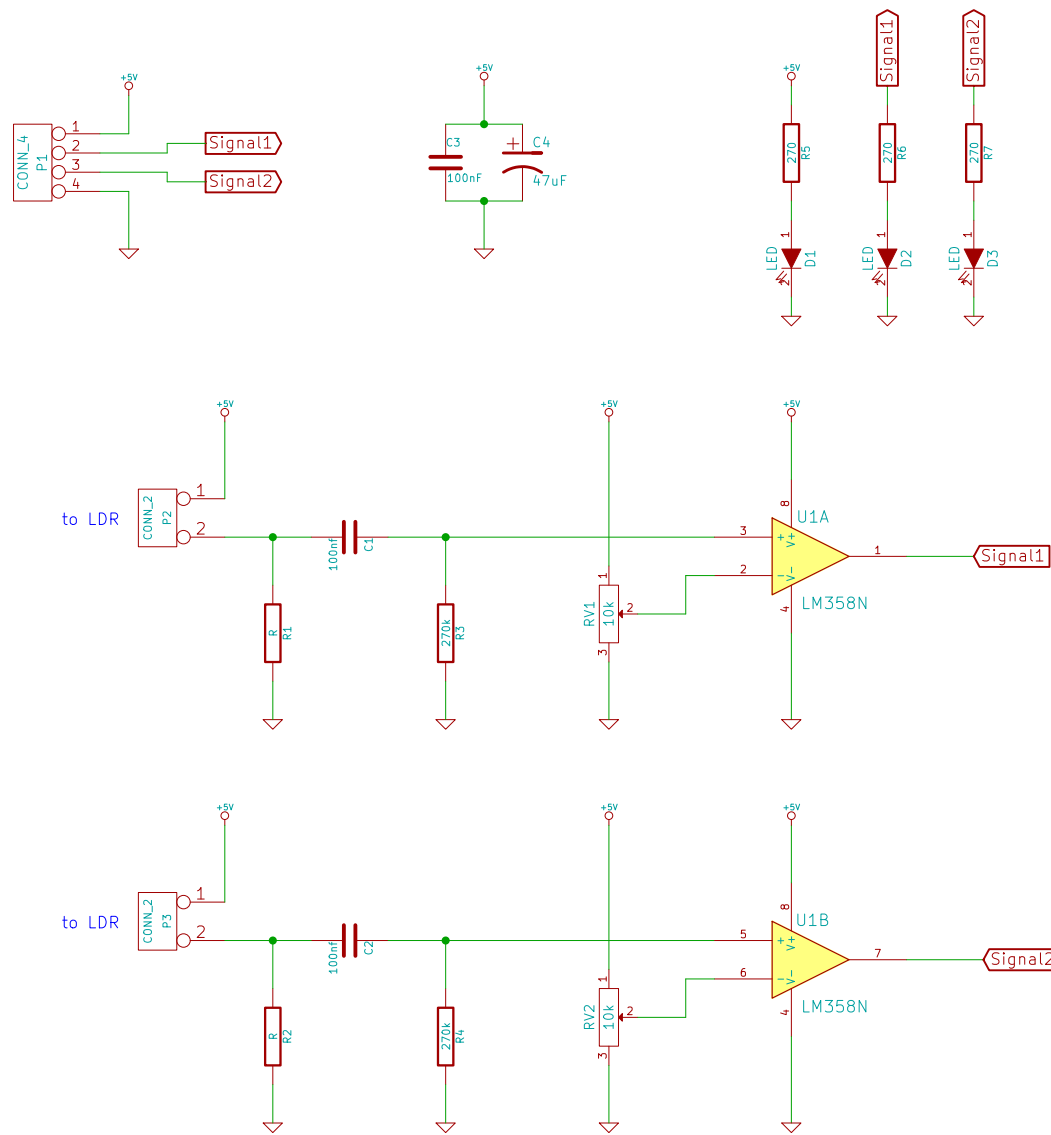 +5V
CONN_4
P1
1
2
3
4
Signal1
Signal2
+5V
C3
100nF
C4
47uF
+
+5V
270
R5
1
LED
D1
2
Signal1
270
R6
1
LED
D2
2
Signal2
270
R7
1
LED
D3
2
to LDR
CONN_2
P2
1
2
+5V
R
R1
100nf
C1
270k
R3
+5V
RV1
10k
1
2
3
+5V
8
U1A
3
+
V+
2
-
V-
4
LM358N
1
Signal1
to LDR
CONN_2
P3
1
2
+5V
R
R2
100nf
C2
270k
R4
+5V
RV2
10k
1
2
3
+5V
8
U1B
5
+
V+
6
-
V-
4
LM358N
7
Signal2